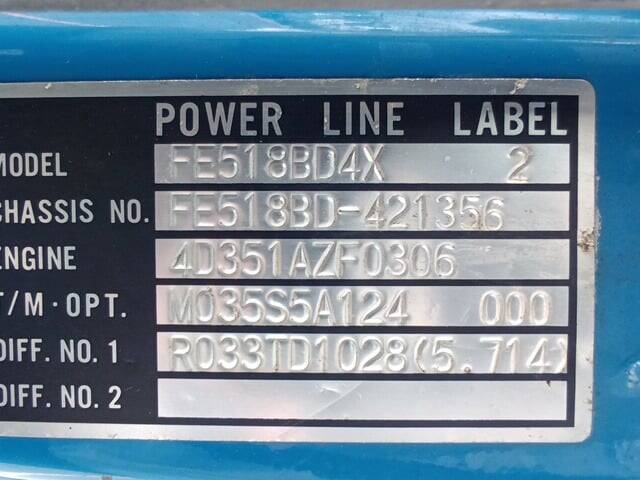 POWER LINE LABEL
MODEL FE518BD4X 2
CHASSIS NO. FE518BD-421356
ENGINE 4D351AZF0306
T/M·OPT. M035S5A124 000
DIFF. NO. 1 R033TD1028(5.714)
DIFF. NO. 2